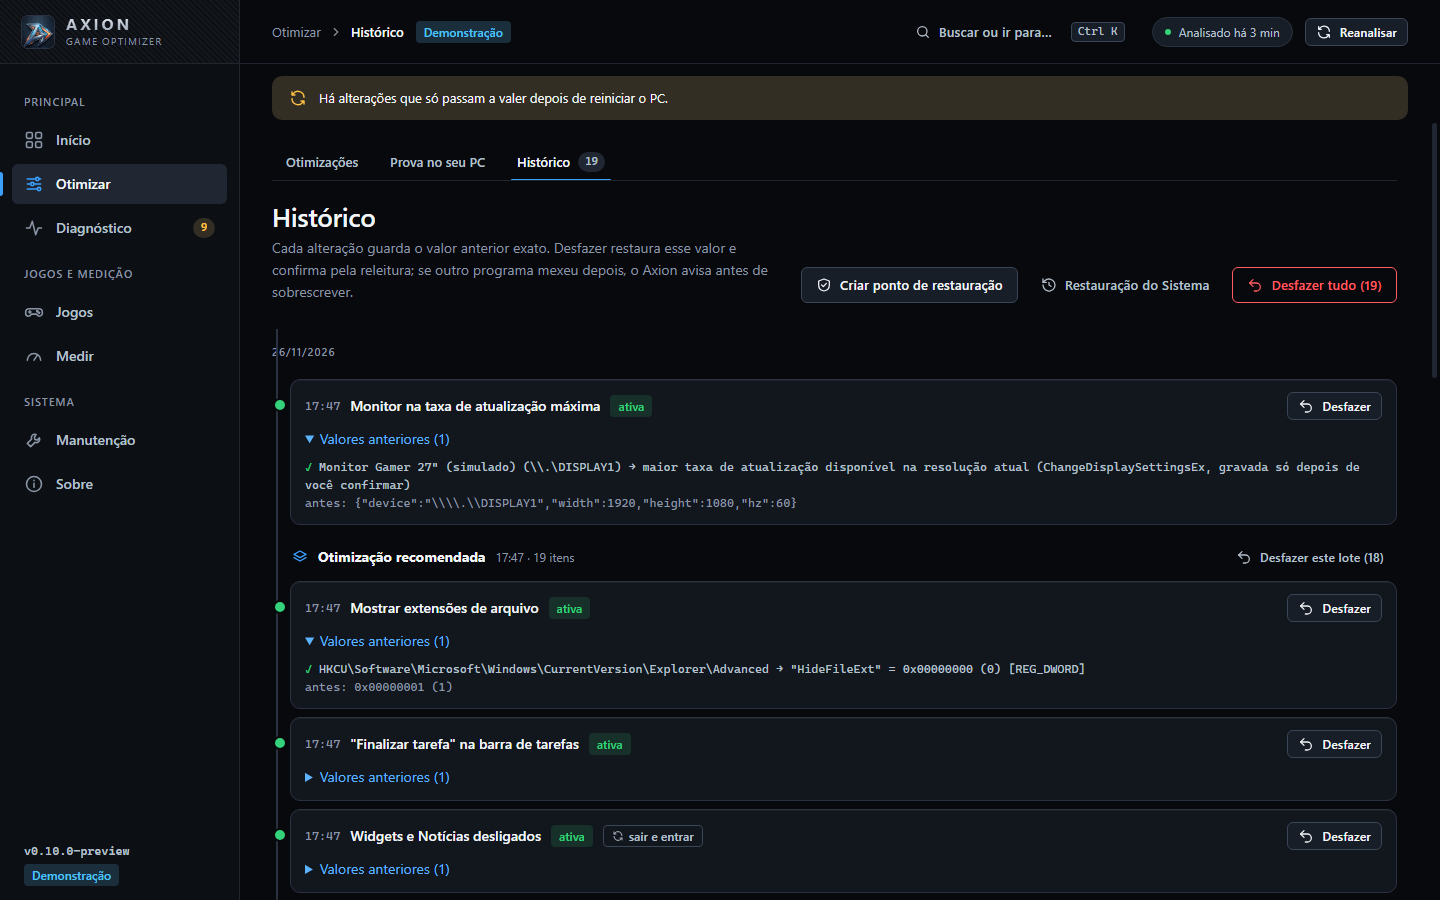 AXION
GAME OPTIMIZER
Otimizar > Histórico Demonstração
Buscar ou ir para... Ctrl K
Analisado há 3 min
Reanalisar
PRINCIPAL
Início
Otimizar
Diagnóstico 9
JOGOS E MEDIÇÃO
Jogos
Medir
SISTEMA
Manutenção
Sobre
v0.10.0-preview
Demonstração
Há alterações que só passam a valer depois de reiniciar o PC.
Otimizações Prova no seu PC Histórico 19
Histórico
Cada alteração guarda o valor anterior exato. Desfazer restaura esse valor e
confirma pela releitura; se outro programa mexeu depois, o Axion avisa antes de
sobrescrever.
Criar ponto de restauração
Restauração do Sistema
Desfazer tudo (19)
26/11/2026
17:47 Monitor na taxa de atualização máxima ativa Desfazer
▼ Valores anteriores (1)
✓ Monitor Gamer 27" (simulado) (\\.\DISPLAY1) → maior taxa de atualização disponível na resolução atual (ChangeDisplaySettingsEx, gravada só depois de
você confirmar)
antes: {"device":"\\\\.\\DISPLAY1","width":1920,"height":1080,"hz":60}
Otimização recomendada 17:47 · 19 itens Desfazer este lote (18)
17:47 Mostrar extensões de arquivo ativa Desfazer
▼ Valores anteriores (1)
✓ HKCU\Software\Microsoft\Windows\CurrentVersion\Explorer\Advanced → "HideFileExt" = 0x00000000 (0) [REG_DWORD]
antes: 0x00000001 (1)
17:47 "Finalizar tarefa" na barra de tarefas ativa Desfazer
▶ Valores anteriores (1)
17:47 Widgets e Notícias desligados ativa sair e entrar Desfazer
▶ Valores anteriores (1)